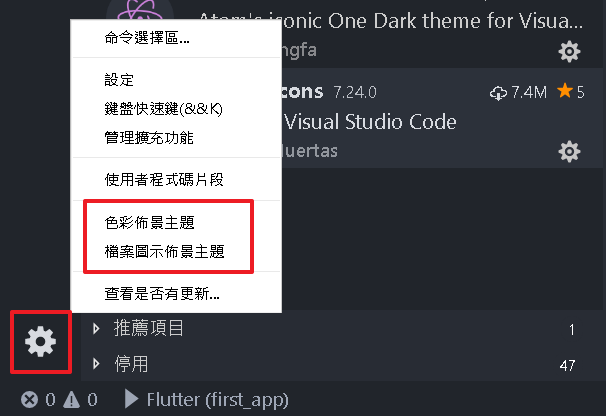 Atom's iconic One Dark theme for Visua...
命令選擇區...
ngfa
設定
cons 7.24.0 7.4M 5
鍵盤快速鍵(&&K)
Visual Studio Code
管理擴充功能
Huertas
使用者程式碼片段
色彩佈景主題
檔案圖示佈景主題
查看是否有更新...
推薦項目 1
停用 47
0 0 Flutter (first_app)